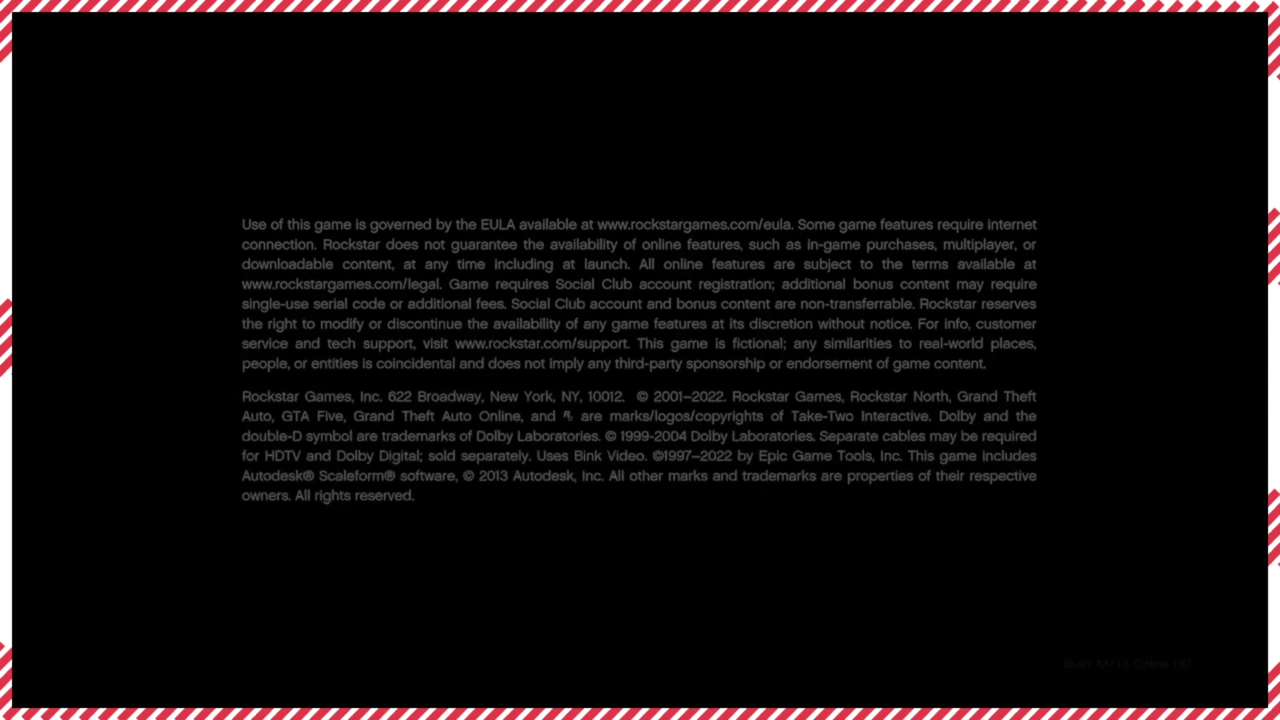 Use of this game is governed by the EULA available at www.rockstargames.com/eula. Some game features require internet
connection. Rockstar does not guarantee the availability of online features, such as in-game purchases, multiplayer, or
downloadable content, at any time including at launch. All online features are subject to the terms available at
www.rockstargames.com/legal. Game requires Social Club account registration; additional bonus content may require
single-use serial code or additional fees. Social Club account and bonus content are non-transferrable. Rockstar reserves
the right to modify or discontinue the availability of any game features at its discretion without notice. For info, customer
service and tech support, visit www.rockstar.com/support. This game is fictional; any similarities to real-world places,
people, or entities is coincidental and does not imply any third-party sponsorship or endorsement of game content.
Rockstar Games, Inc. 622 Broadway, New York, NY, 10012. © 2001–2022. Rockstar Games, Rockstar North, Grand Theft
Auto, GTA Five, Grand Theft Auto Online, and are marks/logos/copyrights of Take-Two Interactive. Dolby and the
double-D symbol are trademarks of Dolby Laboratories. © 1999-2004 Dolby Laboratories. Separate cables may be required
for HDTV and Dolby Digital; sold separately. Uses Bink Video. ©1997–2022 by Epic Game Tools, Inc. This game includes
Autodesk® Scaleform® software, © 2013 Autodesk, Inc. All other marks and trademarks are properties of their respective
owners. All rights reserved.
Online